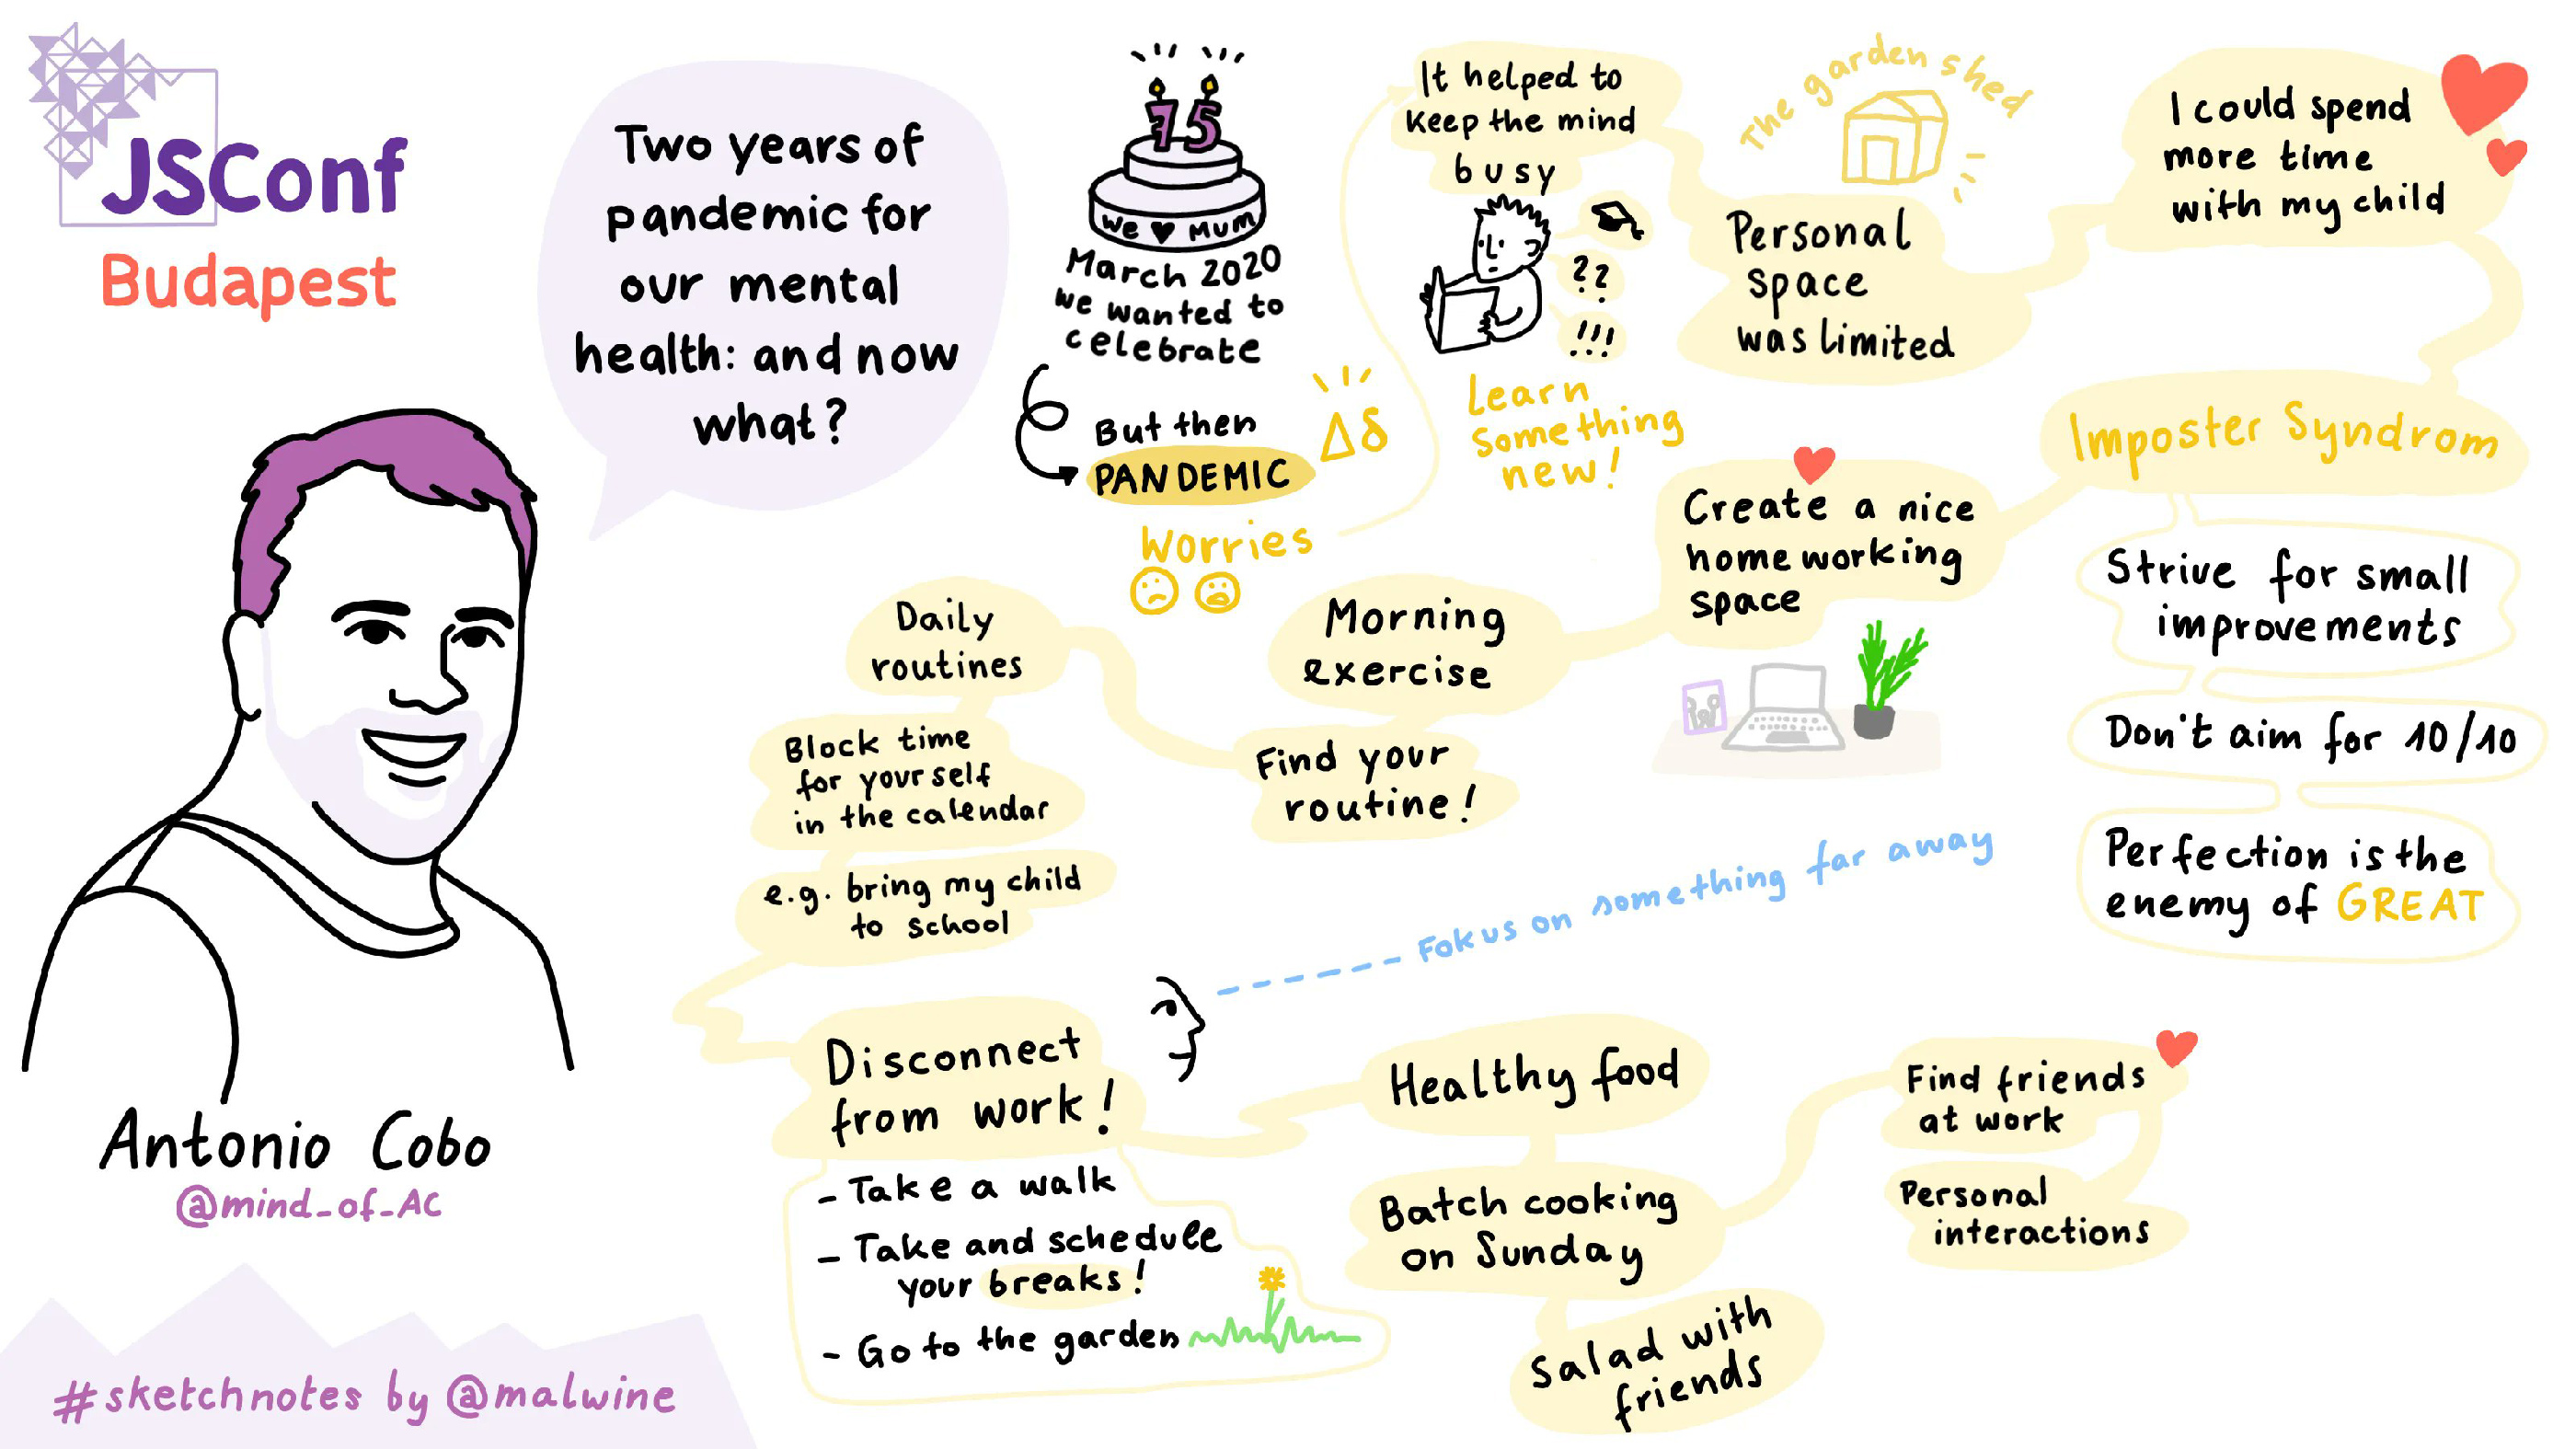 JSConf
Budapest
Two years of
pandemic for
our mental
health: and now
what?
Antonio Cobo
@mind_of_AC
#sketchnotes by @malwine
75
We ♥ Mum
March 2020
we wanted to
celebrate
But then
PANDEMIC
Δδ
Worries
It helped to
keep the mind
busy
??
!!!
Learn
something
new!
The garden shed
Personal
space
was limited
I could spend
more time
with my child
Imposter Syndrom
Strive for small
improvements
Don't aim for 10/10
Perfection is the
enemy of GREAT
Create a nice
home working
space
Morning
exercise
Find your
routine!
Daily
routines
Block time
for yourself
in the calendar
e.g. bring my child
to school
Disconnect
from work!
- Take a walk
- Take and schedule
your breaks!
- Go to the garden
Fokus on something far away
Healthy food
Batch cooking
on Sunday
Salad with
friends
Find friends
at work
Personal
interactions